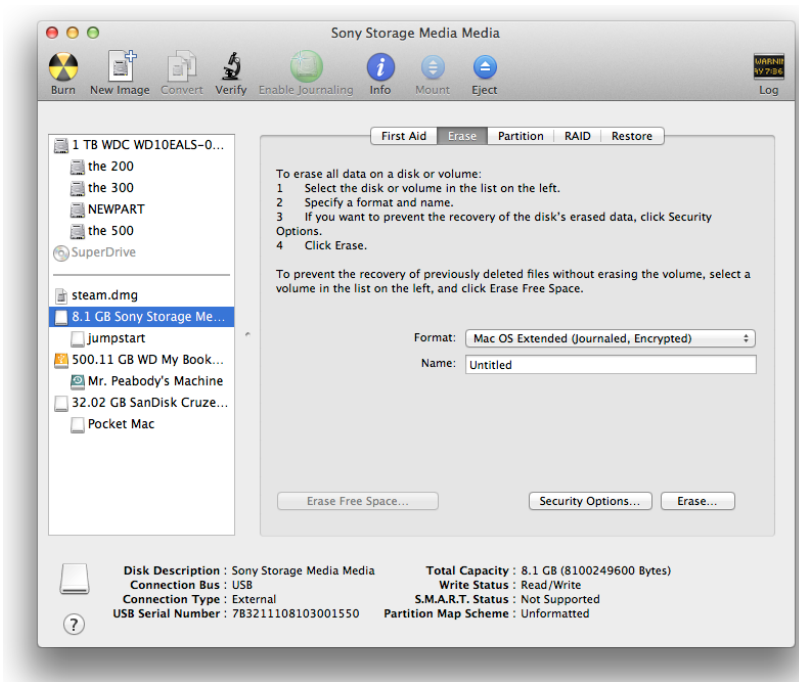 Sony Storage Media Media
Burn New Image Convert Verify Enable Journaling Info Mount Eject Log
WARNIN
AY 7:86
First Aid Erase Partition RAID Restore
1 TB WDC WD10EALS-0...
the 200
the 300
NEWPART
the 500
SuperDrive
steam.dmg
8.1 GB Sony Storage Me...
jumpstart
500.11 GB WD My Book...
Mr. Peabody's Machine
32.02 GB SanDisk Cruze...
Pocket Mac
To erase all data on a disk or volume:
1 Select the disk or volume in the list on the left.
2 Specify a format and name.
3 If you want to prevent the recovery of the disk's erased data, click Security
Options.
4 Click Erase.
To prevent the recovery of previously deleted files without erasing the volume, select a
volume in the list on the left, and click Erase Free Space.
Format: Mac OS Extended (Journaled, Encrypted)
Name: Untitled
Erase Free Space... Security Options... Erase...
Disk Description : Sony Storage Media Media Total Capacity : 8.1 GB (8100249600 Bytes)
Connection Bus : USB Write Status : Read/Write
Connection Type : External S.M.A.R.T. Status : Not Supported
USB Serial Number : 7B3211108103001550 Partition Map Scheme : Unformatted
?